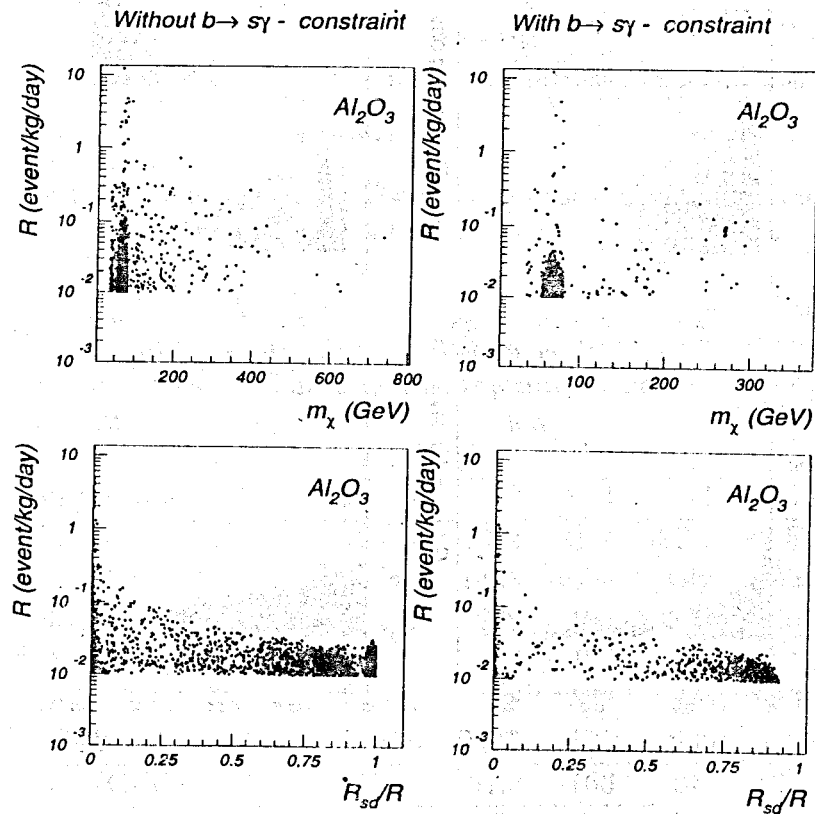 Without b→ sγ - constraint
With b→ sγ - constraint
R (event/kg/day)
10
1
10 -1
10 -2
10 -3
Al2O3
200 400 600 800
mχ (GeV)
R (event/kg/day)
10
1
10 -1
10 -2
10 -3
Al2O3
100 200 300
mχ (GeV)
R (event/kg/day)
10
1
10 -1
10 -2
10 -3
Al2O3
0 0.25 0.5 0.75 1
Rsd/R
R (event/kg/day)
10
1
10 -1
10 -2
10 -3
Al2O3
0 0.25 0.5 0.75 1
Rsd/R